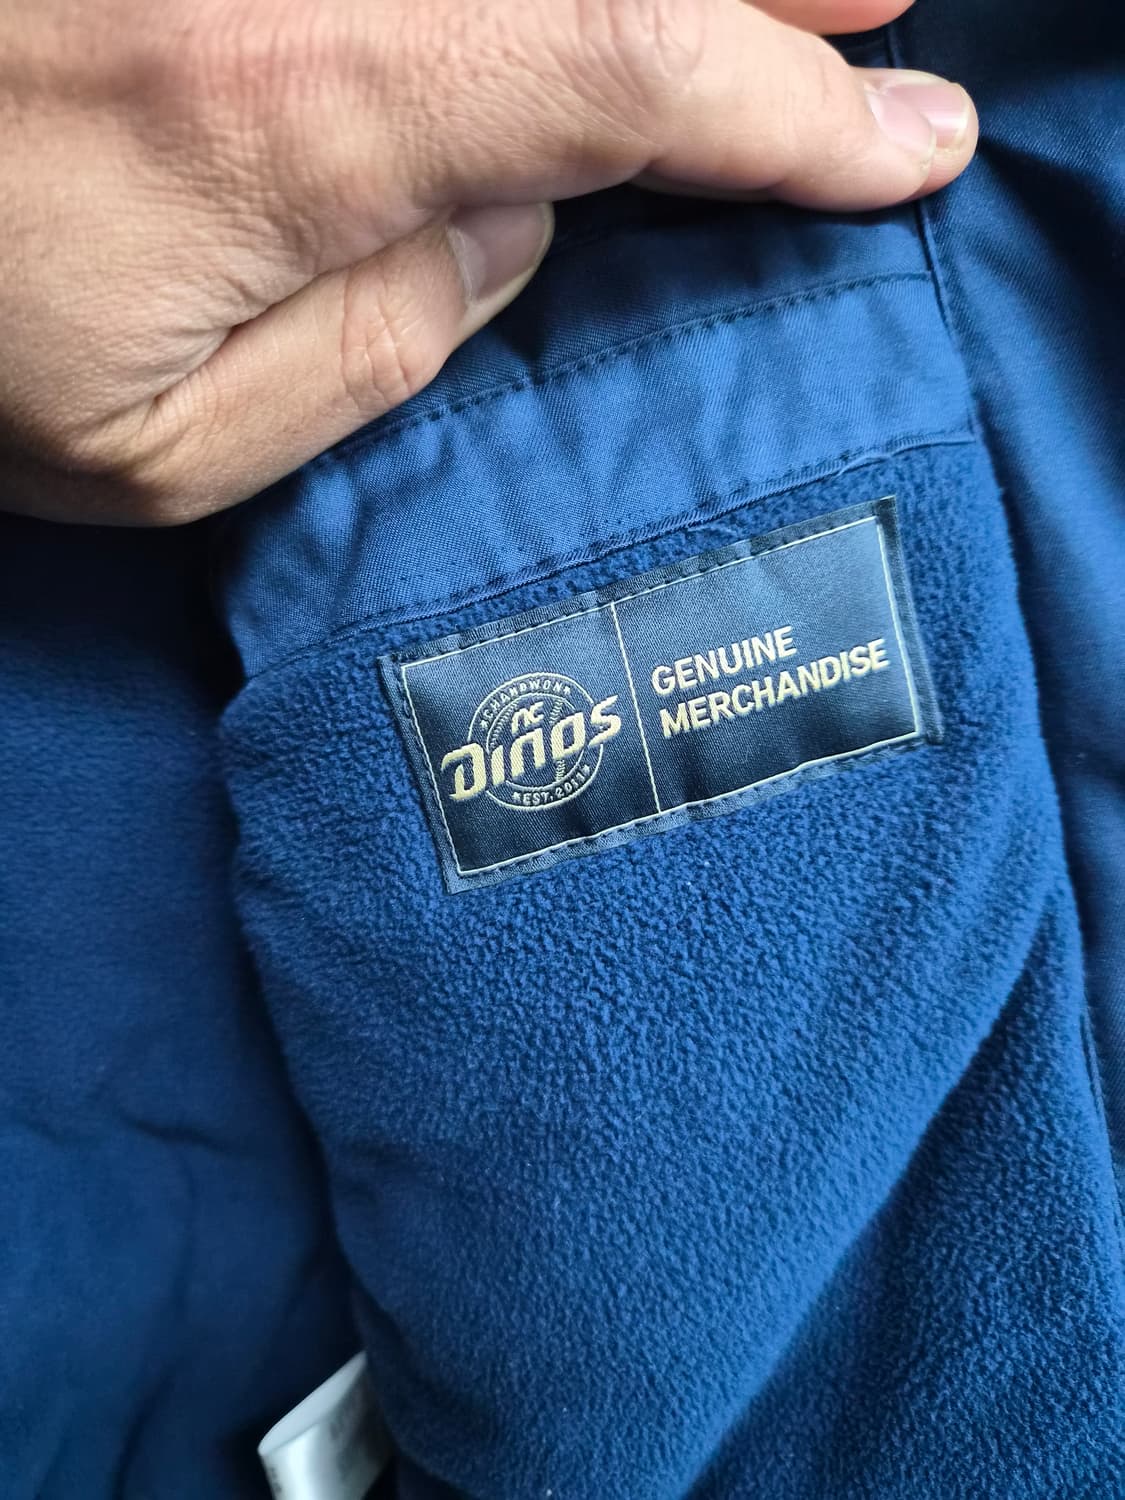 CHANGWON
NC
DINOS
EST. 2011
GENUINE
MERCHANDISE